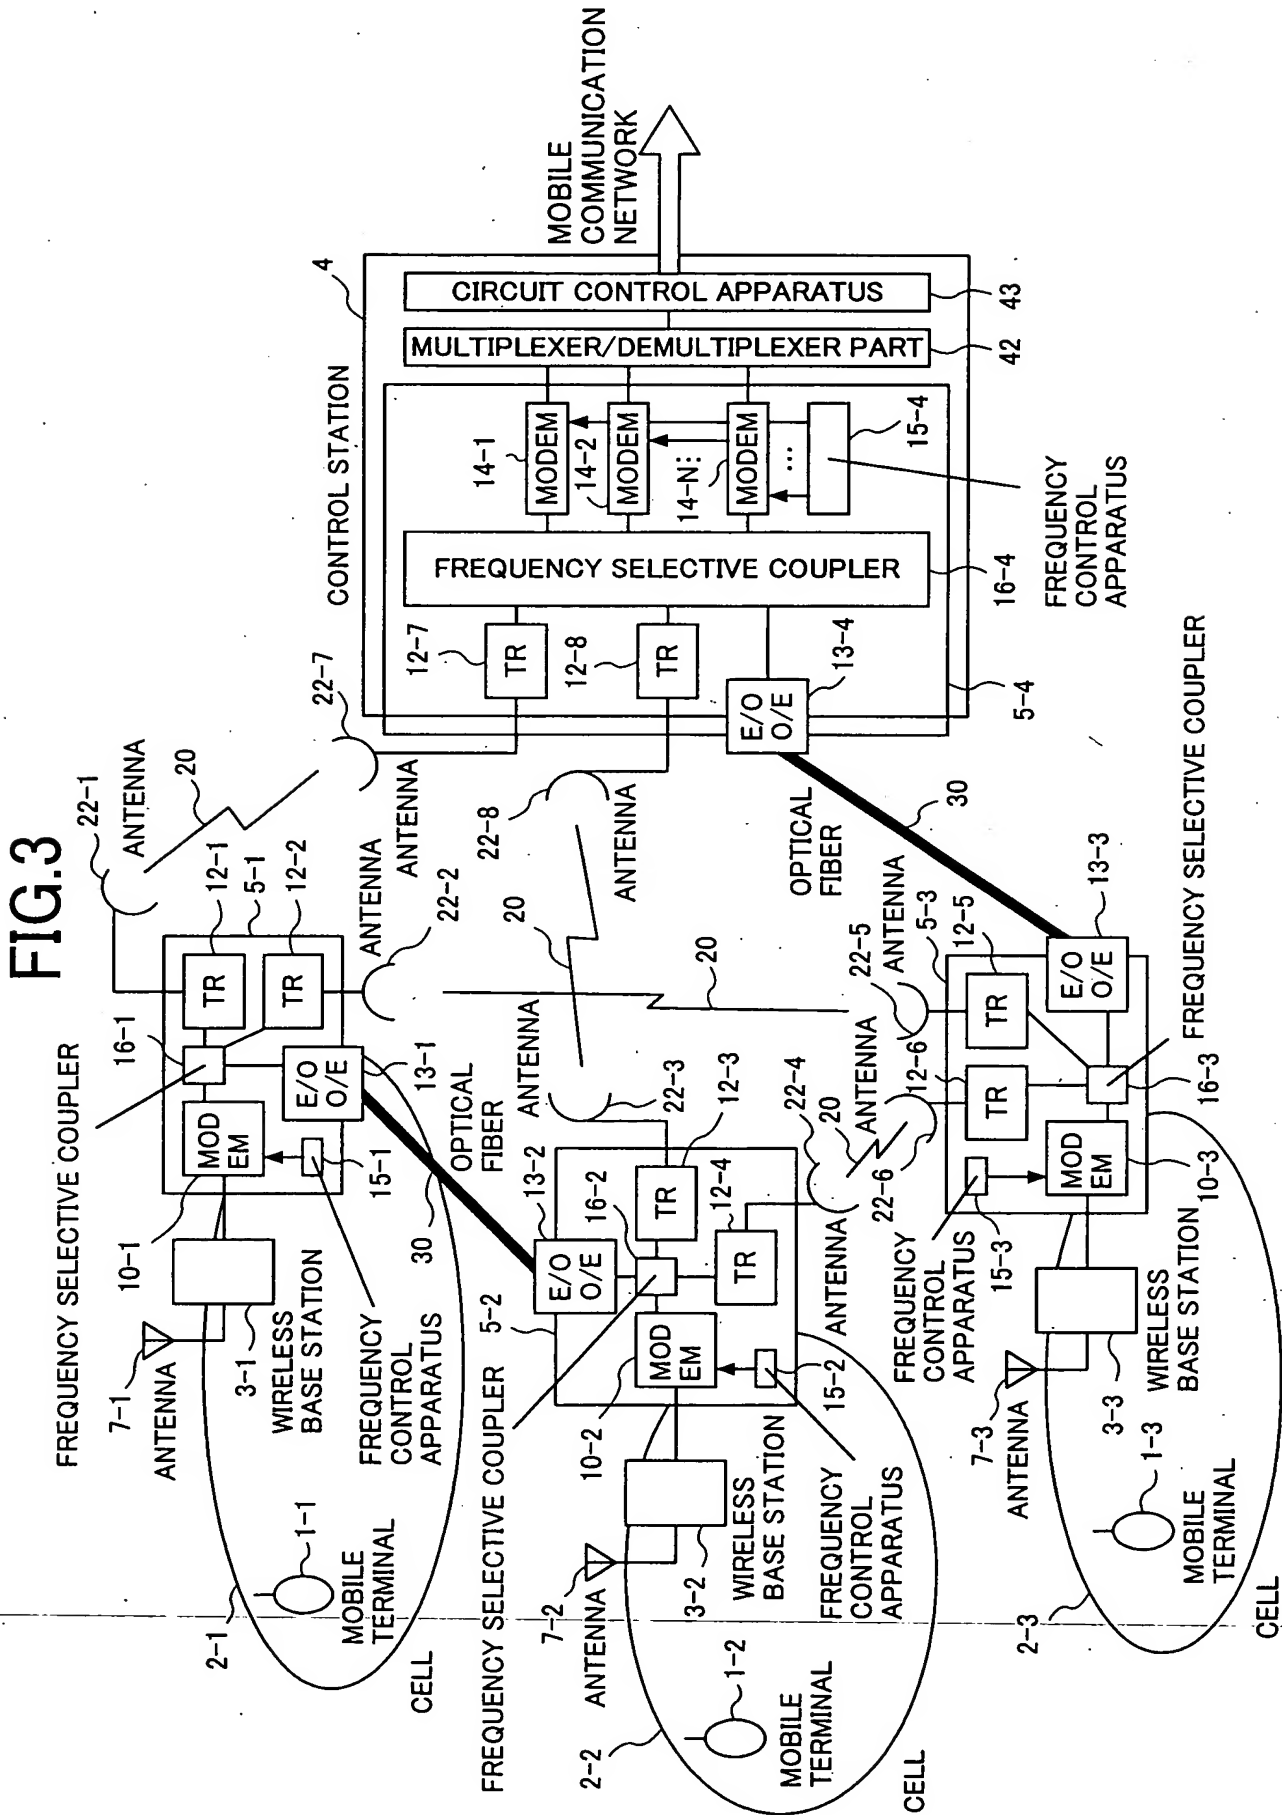 FIG.3
FREQUENCY SELECTIVE COUPLER
16-1
22-1
ANTENNA
20
12-1
5-1
12-2
TR
TR
MOD
EM
E/O
O/E
10-1
15-1
13-1
7-1
ANTENNA
3-1
WIRELESS
BASE STATION
FREQUENCY
CONTROL
APPARATUS
2-1
1-1
MOBILE
TERMINAL
CELL
30
OPTICAL
FIBER
ANTENNA
22-2
ANTENNA
22-7
CONTROL STATION
4
12-7
TR
12-8
TR
E/O
O/E
13-4
5-4
FREQUENCY SELECTIVE COUPLER
16-4
14-1
MODEM
14-2
MODEM
14-N
⋮
MODEM
...
15-4
FREQUENCY
CONTROL
APPARATUS
MULTIPLEXER/DEMULTIPLEXER PART
42
CIRCUIT CONTROL APPARATUS
43
MOBILE
COMMUNICATION
NETWORK
22-8
ANTENNA
20
20
ANTENNA
22-3
FREQUENCY SELECTIVE COUPLER
5-2
13-2
16-2
E/O
O/E
TR
12-3
12-4
TR
MOD
EM
10-2
15-2
22-4
ANTENNA
7-2
ANTENNA
3-2
WIRELESS
BASE STATION
FREQUENCY
CONTROL
APPARATUS
2-2
1-2
MOBILE
TERMINAL
CELL
20
OPTICAL
FIBER
30
22-5
ANTENNA
5-3
12-5
ANTENNA
12-6
22-6
TR
TR
E/O
O/E
13-3
FREQUENCY SELECTIVE COUPLER
16-3
MOD
EM
10-3
FREQUENCY
CONTROL
APPARATUS
15-3
7-3
ANTENNA
3-3
WIRELESS
BASE STATION
1-3
MOBILE
TERMINAL
2-3
CELL